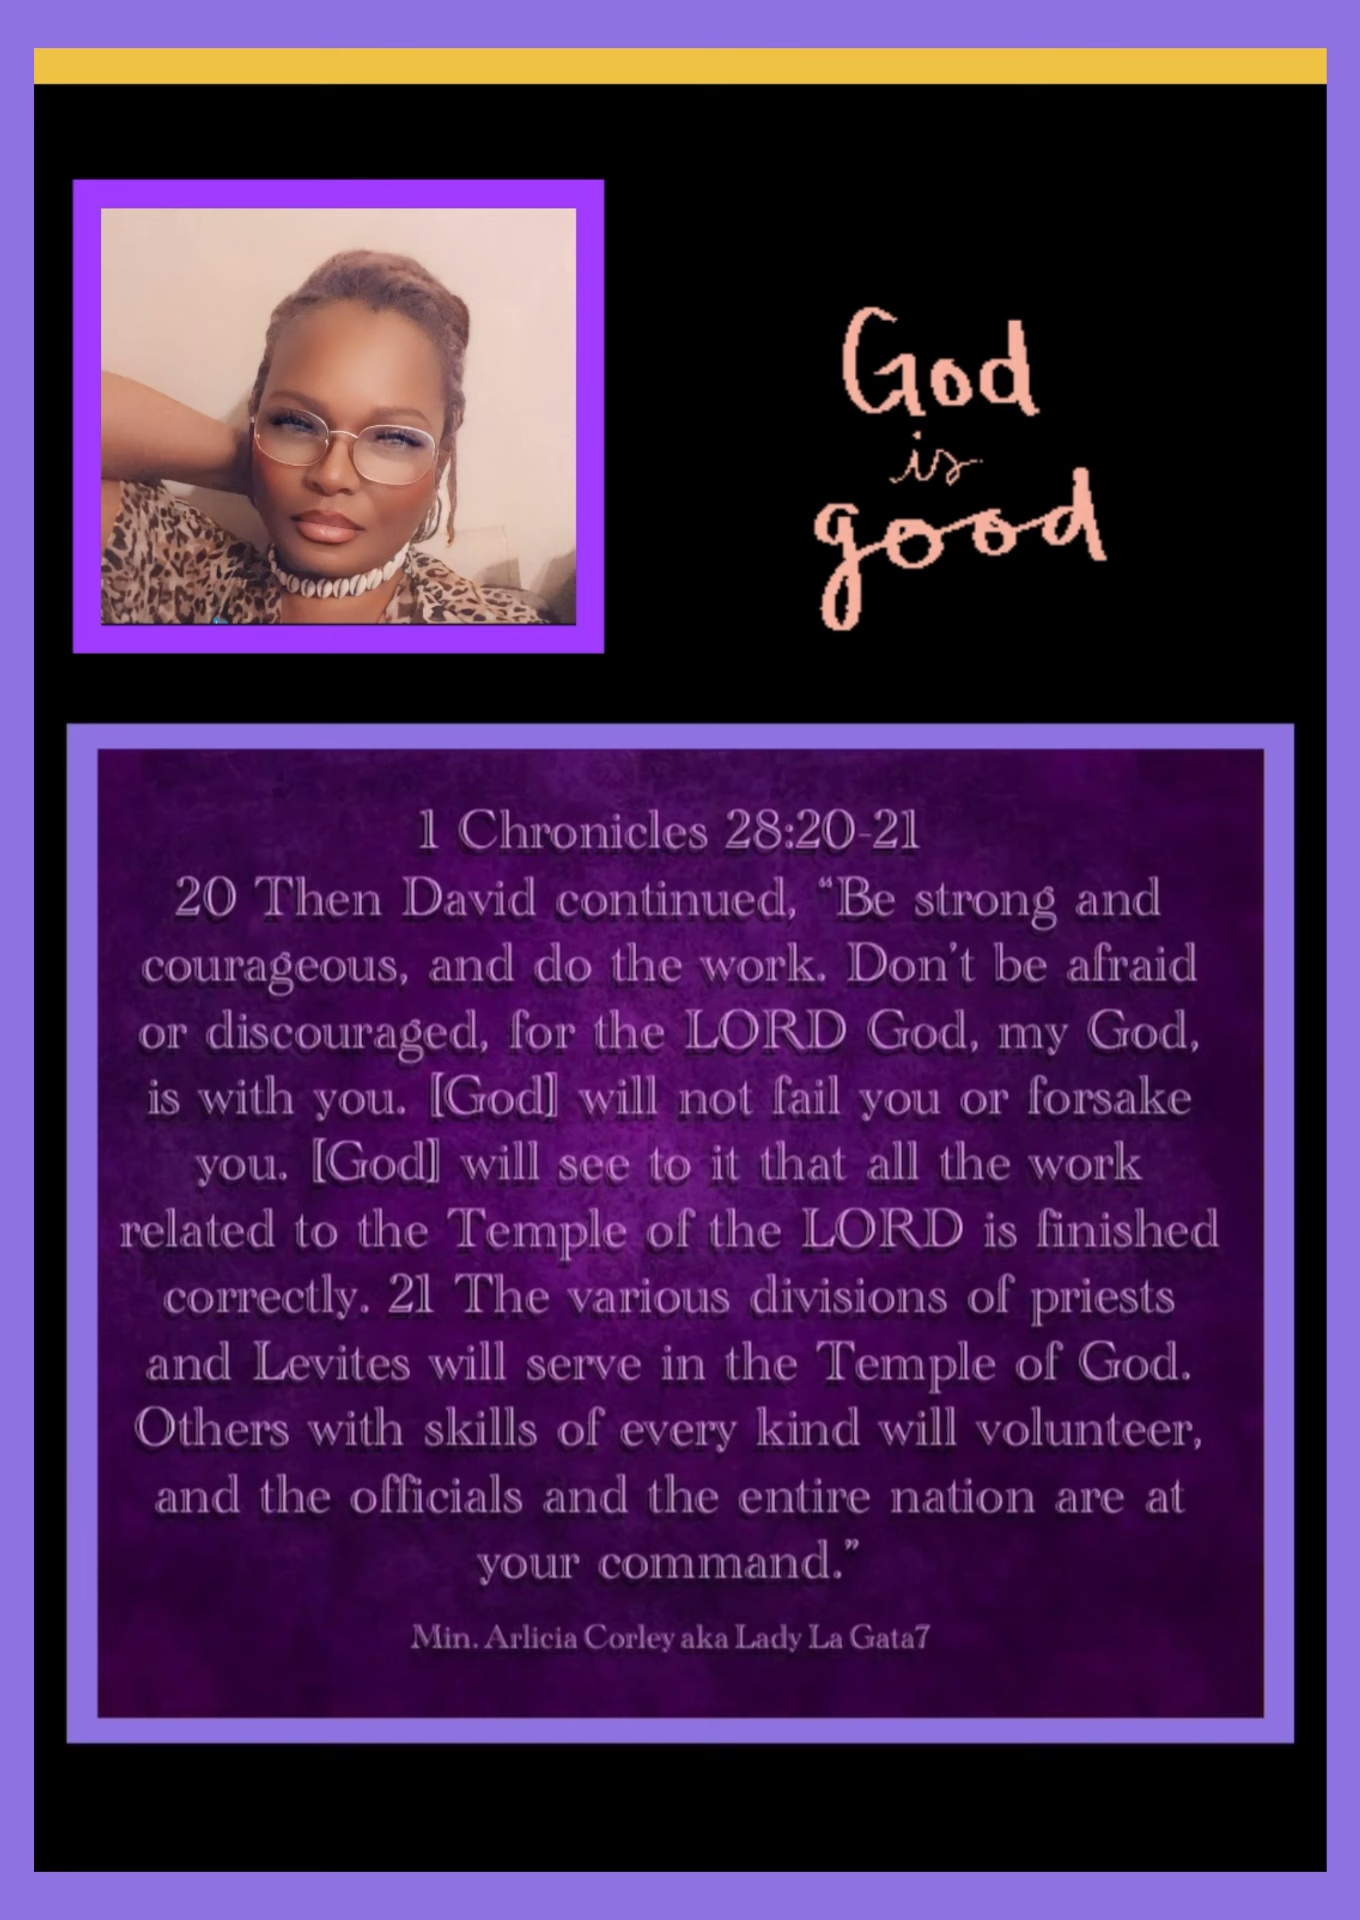 God
is
good
1 Chronicles 28:20-21
20 Then David continued, “Be strong and
courageous, and do the work. Don’t be afraid
or discouraged, for the LORD God, my God,
is with you. [God] will not fail you or forsake
you. [God] will see to it that all the work
related to the Temple of the LORD is finished
correctly. 21 The various divisions of priests
and Levites will serve in the Temple of God.
Others with skills of every kind will volunteer,
and the officials and the entire nation are at
your command.”
Min. Arlicia Corley aka Lady La Gata7